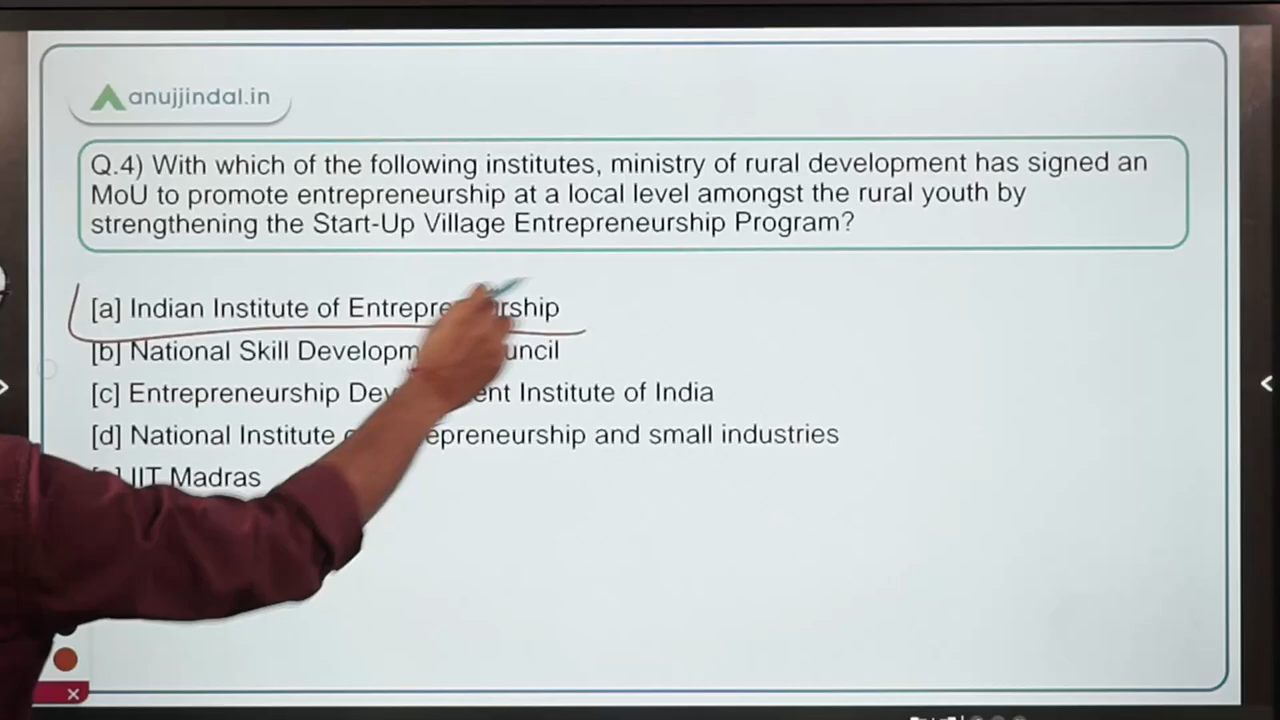 anujjindal.in
Q.4) With which of the following institutes, ministry of rural development has signed an
MoU to promote entrepreneurship at a local level amongst the rural youth by
strengthening the Start-Up Village Entrepreneurship Program?
[a] Indian Institute of Entrepreneurship
[b] National Skill Development Council
[c] Entrepreneurship Development Institute of India
[d] National Institute epreneurship and small industries
IIT Madras